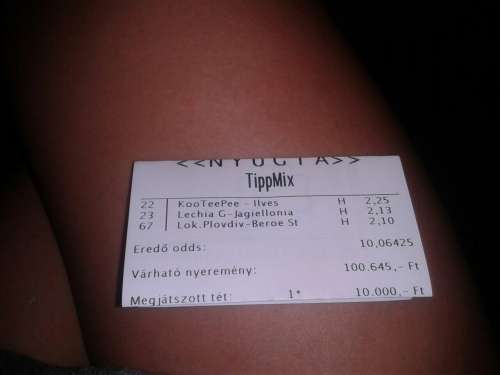 <<NYUGTA>>
TippMix
22 KooTeePee - Ilves H 2,25
23 Lechia G-Jagiellonia H 2,13
67 Lok.Plovdiv-Beroe St H 2,10
Eredő odds: 10,06425
Várható nyeremény: 100.645,- Ft
Megjátszott tét: 1* 10.000,- Ft